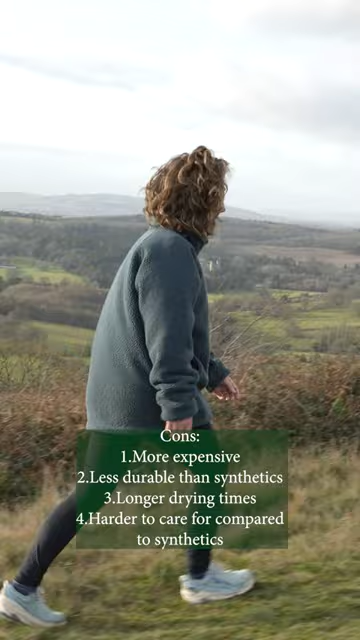 Cons:
1.More expensive
2.Less durable than synthetics
3.Longer drying times
4.Harder to care for compared
to synthetics